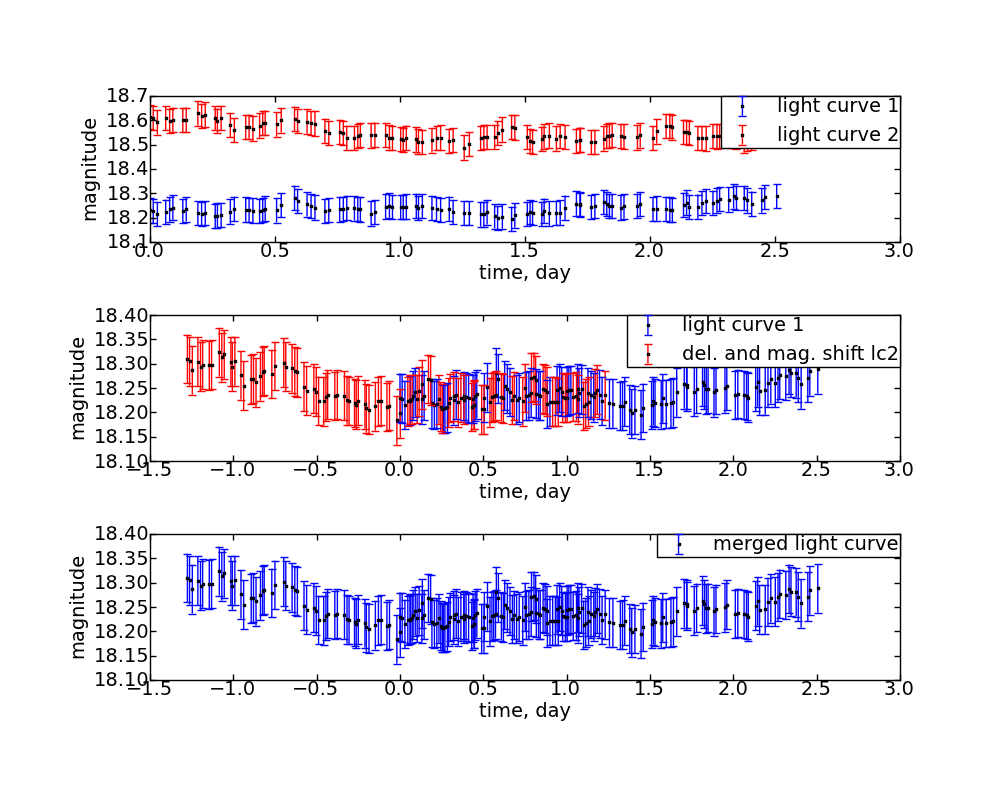 18.7
18.6
18.5
18.4
18.3
18.2
18.1
magnitude
light curve 1
light curve 2
0.0 0.5 1.0 1.5 2.0 2.5 3.0
time, day
18.40
18.35
18.30
18.25
18.20
18.15
18.10
magnitude
light curve 1
del. and mag. shift lc2
−1.5 −1.0 −0.5 0.0 0.5 1.0 1.5 2.0 2.5 3.0
time, day
18.40
18.35
18.30
18.25
18.20
18.15
18.10
magnitude
merged light curve
−1.5 −1.0 −0.5 0.0 0.5 1.0 1.5 2.0 2.5 3.0
time, day